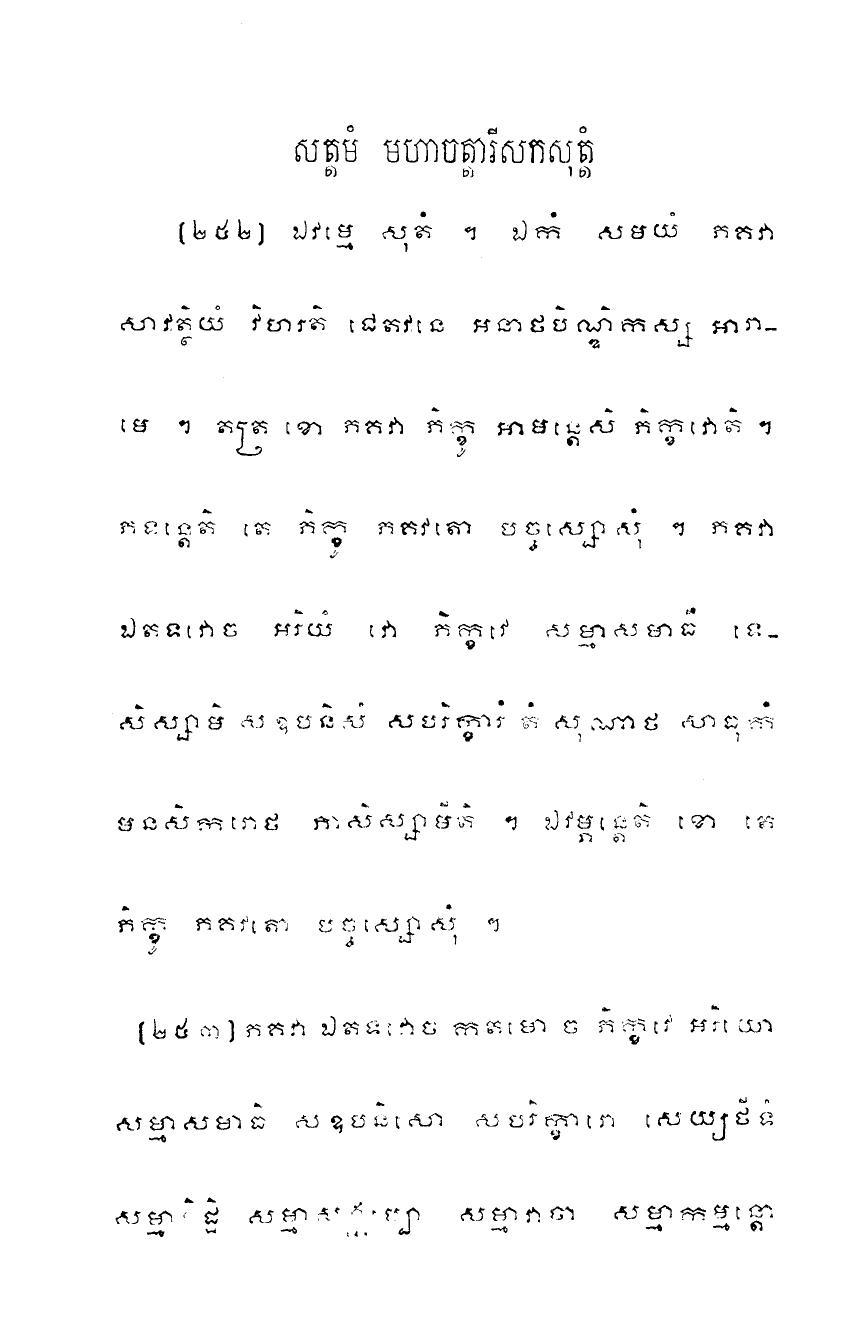 សត្តមំ មហាចត្តារីសកសុត្តំ
(២៥២) ឯវម្មេ សុតំ ។ ឯកំ សមយំ ភគវា
សាវត្ថិយំ វិហរតិ ជេតវនេ អនាថបិណ្ឌិកស្ស អារា-
មេ ។ តត្រ ខោ ភគវា ភិក្ខូ អាមន្តេសិ ភិក្ខវោតិ ។
ភទន្តេតិ តេ ភិក្ខូ ភគវតោ បច្ចស្សោសុំ ។ ភគវា
ឯតទវោច អរិយំ វោ ភិក្ខវេ សម្មាសមាធឹ ទេ-
សិស្សាមិ សឧបនិសំ សបរិក្ខារំ តំ សុណាថ សាធុកំ
មនសិករោថ ភាសិស្សាមីតិ ។ ឯវម្ភន្តេតិ ខោ តេ
ភិក្ខូ ភគវតោ បច្ចស្សោសុំ ។
(២៥៣) ភគវា ឯតទវោច កតមោ ច ភិក្ខវេ អរិយោ
សម្មាសមាធិ សឧបនិសោ សបរិក្ខារោ សេយ្យថីទំ
សម្មាទិដ្ឋិ សម្មាសង្កប្បោ សម្មាវាចា សម្មាកម្មន្តោ